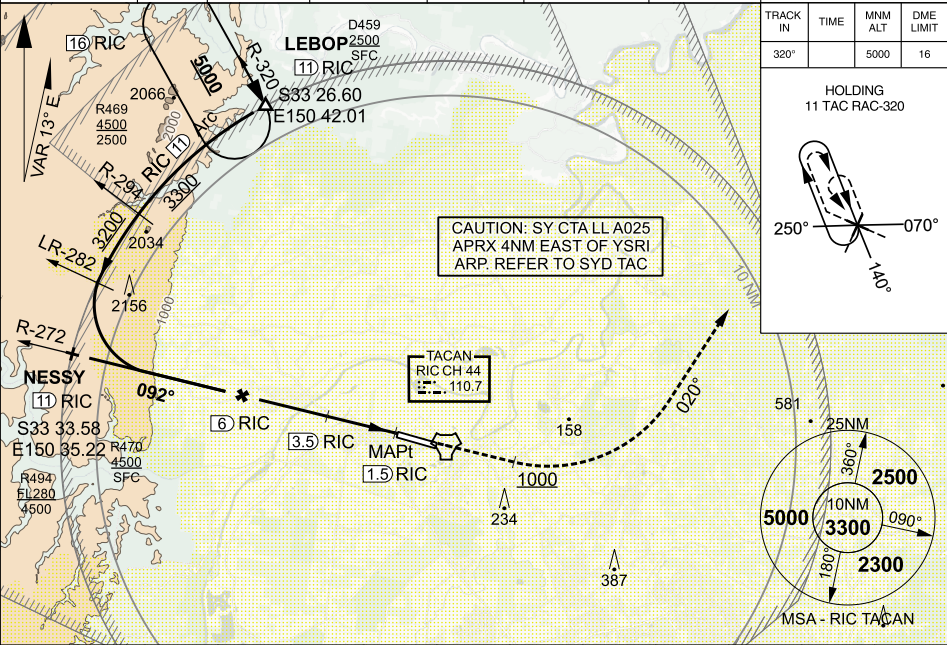 16 RIC
VAR 13° E
5000
R-320
LEBOP
11 RIC
S33 26.60
E150 42.01
D459
2500
SFC
2066
R469
4500
2500
2000
RIC 11 Arc
3300
R-294
3200
2034
LR-282
2156
1000
R-272
NESSY
11 RIC
S33 33.58
E150 35.22
R470
4500
SFC
R494
FL280
4500
092°
6 RIC
3.5 RIC
MAPt
1.5 RIC
TACAN
RIC CH 44
110.7
CAUTION: SY CTA LL A025
APRX 4NM EAST OF YSRI
ARP. REFER TO SYD TAC
10 NM
020°
158
1000
234
387
581
TRACK IN
TIME
MNM ALT
DME LIMIT
320°
5000
16
HOLDING
11 TAC RAC-320
250°
070°
140°
25NM
360°
2500
10NM
5000
3300
090°
180°
2300
MSA - RIC TACAN